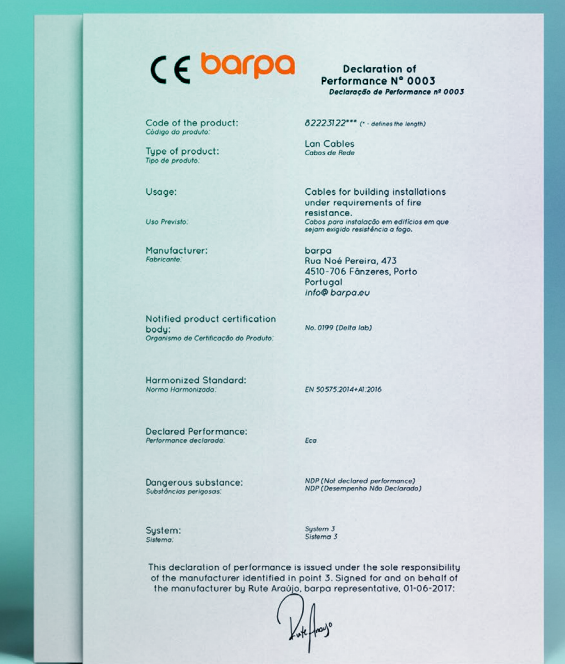 CE barpa
Declaration of
Performance Nº 0003
Declaração de Performance nº 0003
Code of the product:
Código do produto:
82223122*** (* - defines the length)
Type of product:
Tipo de produto:
Lan Cables
Cabos de Rede
Usage:
Cables for building installations
under requirements of fire
resistance.
Uso Previsto:
Cabos para instalação em edifícios em que
sejam exigido resistência a fogo.
Manufacturer:
Fabricante:
barpa
Rua Noé Pereira, 473
4510-706 Fânzeres, Porto
Portugal
info@ barpa.eu
Notified product certification
body:
Organismo de Certificação do Produto:
No. 0199 (Delta lab)
Harmonized Standard:
Norma Harmonizada:
EN 50575:2014+A1:2016
Declared Performance:
Performance declarada:
Eca
Dangerous substance:
Substâncias perigosas:
NDP (Not declared performance)
NDP (Desempenho Não Declarado)
System:
Sistema:
System 3
Sistema 3
This declaration of performance is issued under the sole responsibility
of the manufacturer identified in point 3. Signed for and on behalf of
the manufacturer by Rute Araújo, barpa representative, 01-06-2017:
Rute Araujo